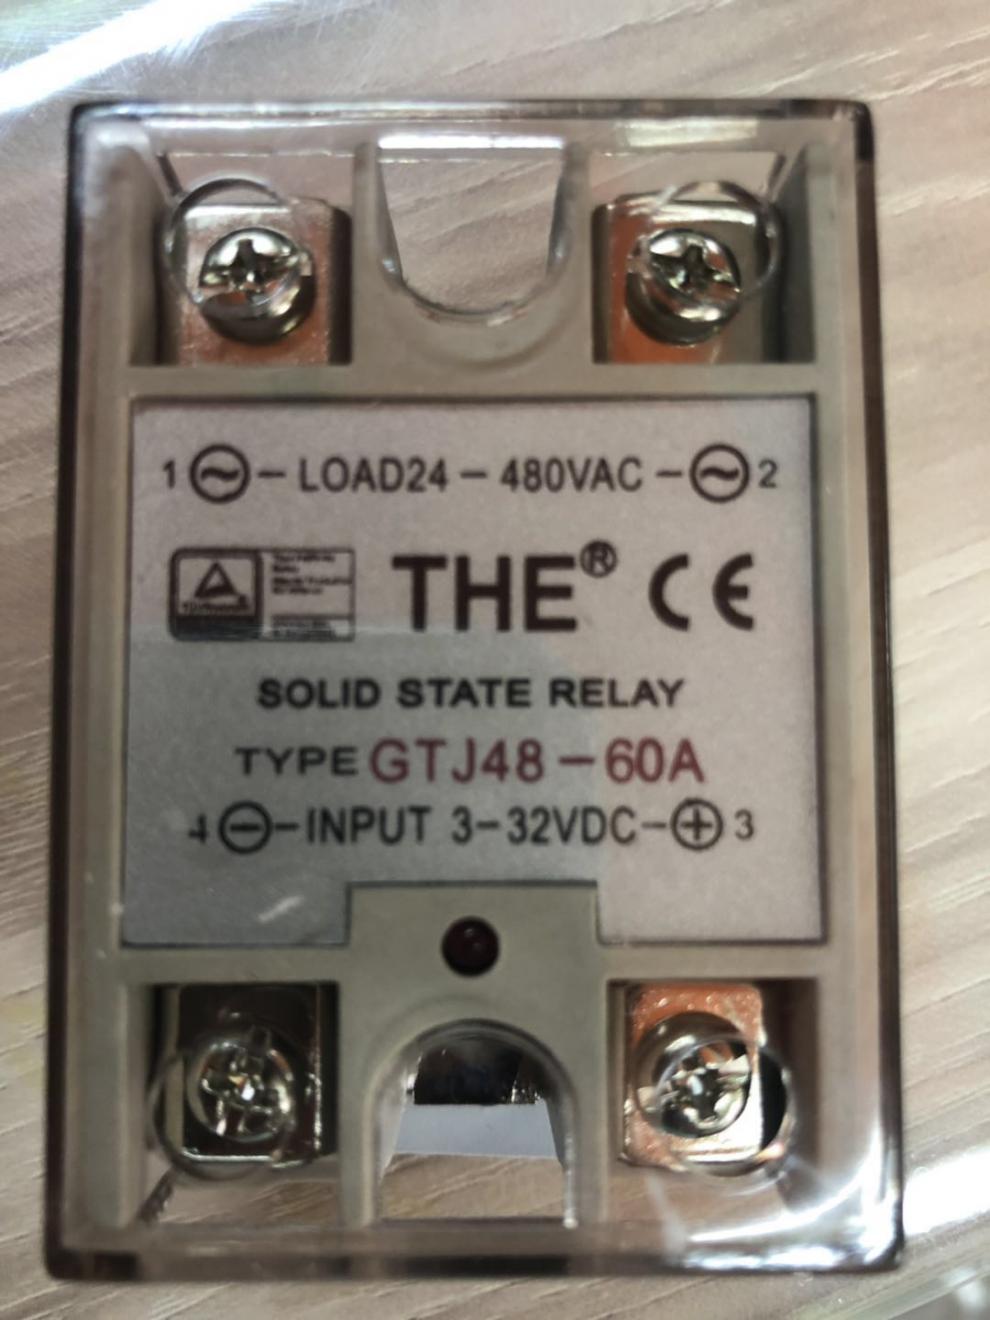 1 ~ - LOAD24 - 480VAC - ~ 2
THE® CE
SOLID STATE RELAY
TYPE GTJ48-60A
4 ⊖-INPUT 3-32VDC-⊕ 3